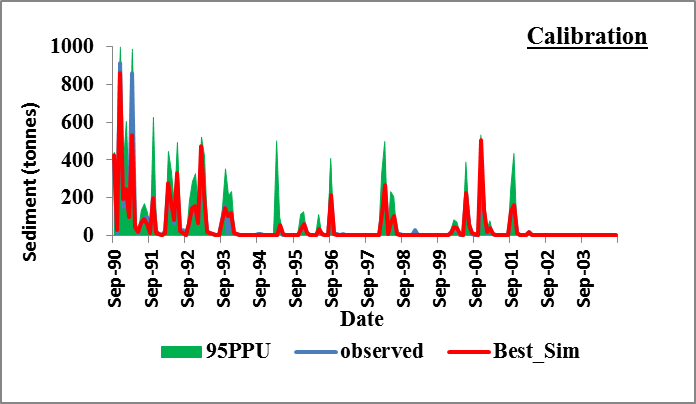 Calibration
Sediment (tonnes)
1000
800
600
400
200
0
Sep-90
Sep-91
Sep-92
Sep-93
Sep-94
Sep-95
Sep-96
Sep-97
Sep-98
Sep-99
Sep-00
Sep-01
Sep-02
Sep-03
Date
95PPU
observed
Best_Sim